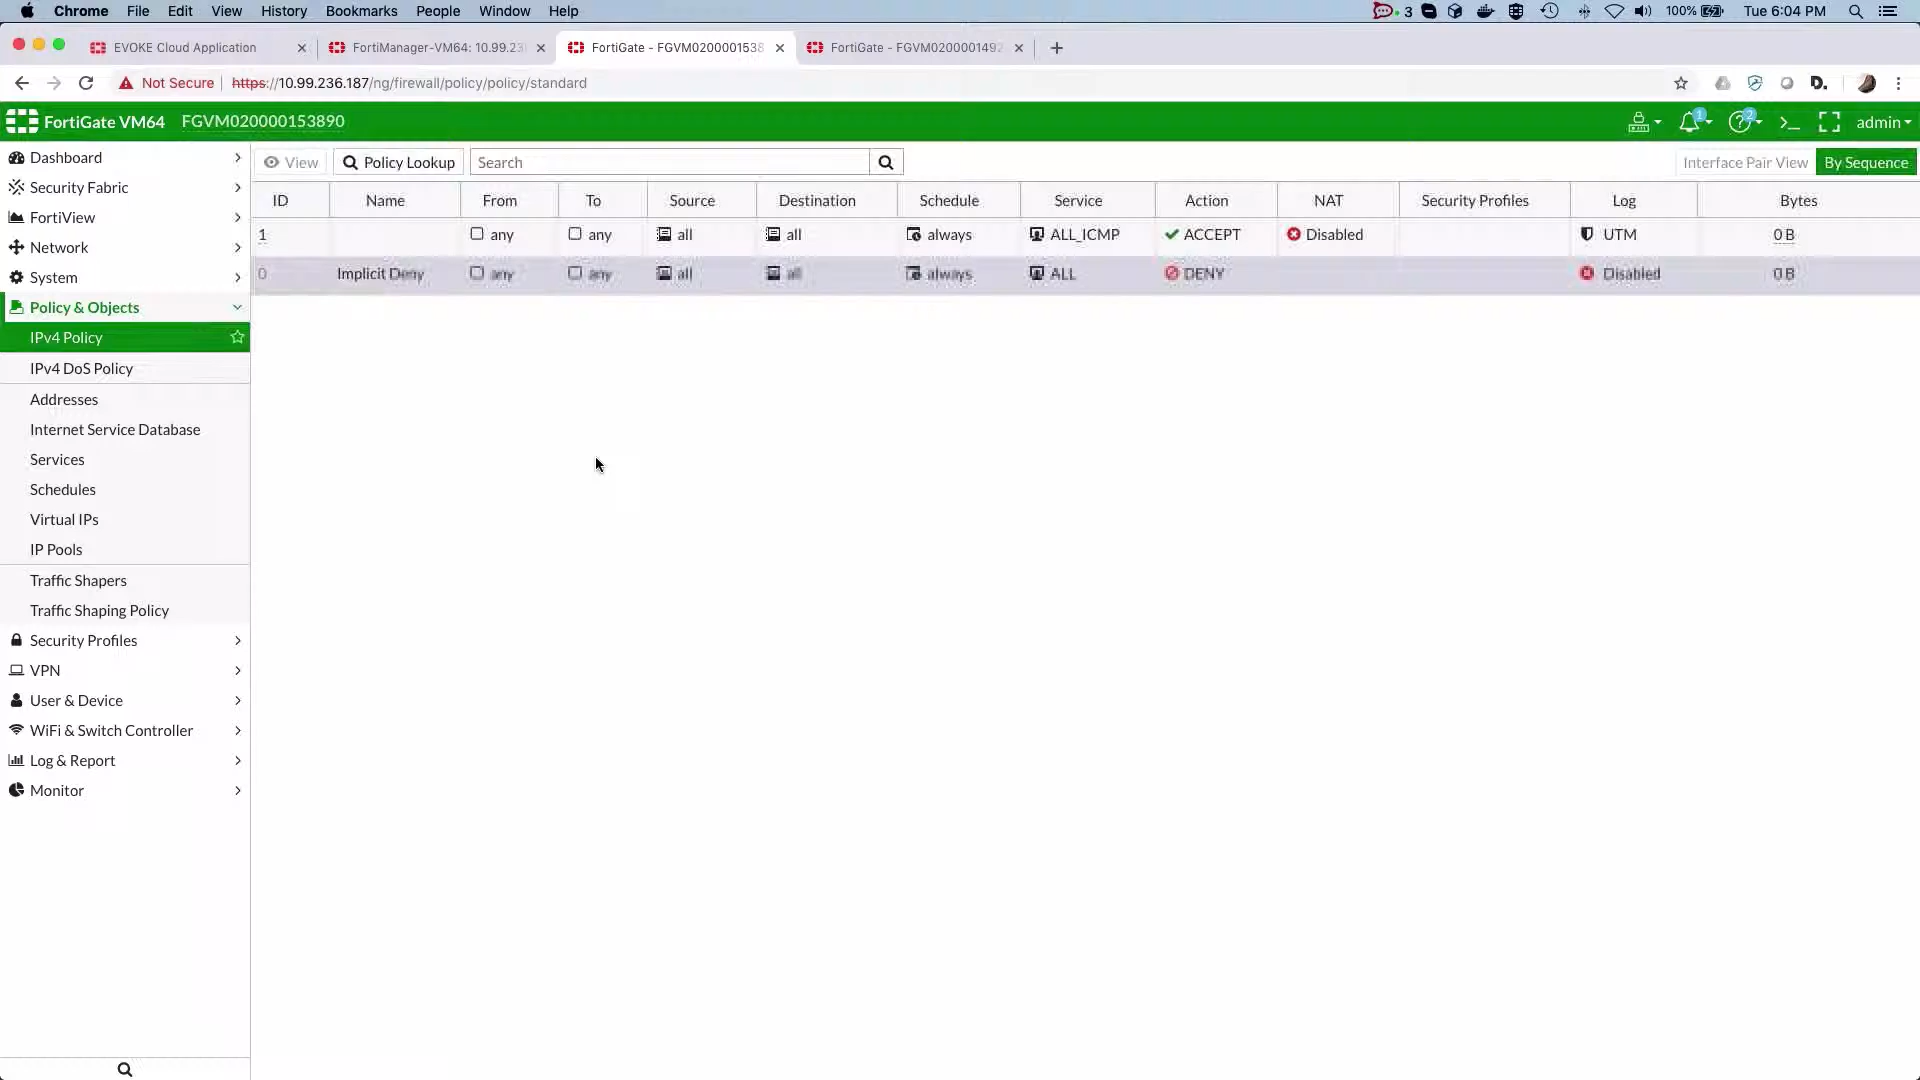 Chrome File Edit View History Bookmarks People Window Help 3 100% Tue 6:04 PM
EVOKE Cloud Application FortiManager-VM64: 10.99.23 FortiGate - FGVM0200001538 FortiGate - FGVM020000149
Not Secure https://10.99.236.187/ng/firewall/policy/policy/standard D.
FortiGate VM64 FGVM020000153890 1 2 >_ admin
Dashboard
Security Fabric
FortiView
Network
System
Policy & Objects
IPv4 Policy
IPv4 DoS Policy
Addresses
Internet Service Database
Services
Schedules
Virtual IPs
IP Pools
Traffic Shapers
Traffic Shaping Policy
Security Profiles
VPN
User & Device
WiFi & Switch Controller
Log & Report
Monitor
View Policy Lookup Search Interface Pair View By Sequence
ID Name From To Source Destination Schedule Service Action NAT Security Profiles Log Bytes
1 any any all all always ALL_ICMP ACCEPT Disabled UTM 0 B
0 Implicit Deny any any all all always ALL DENY Disabled 0 B